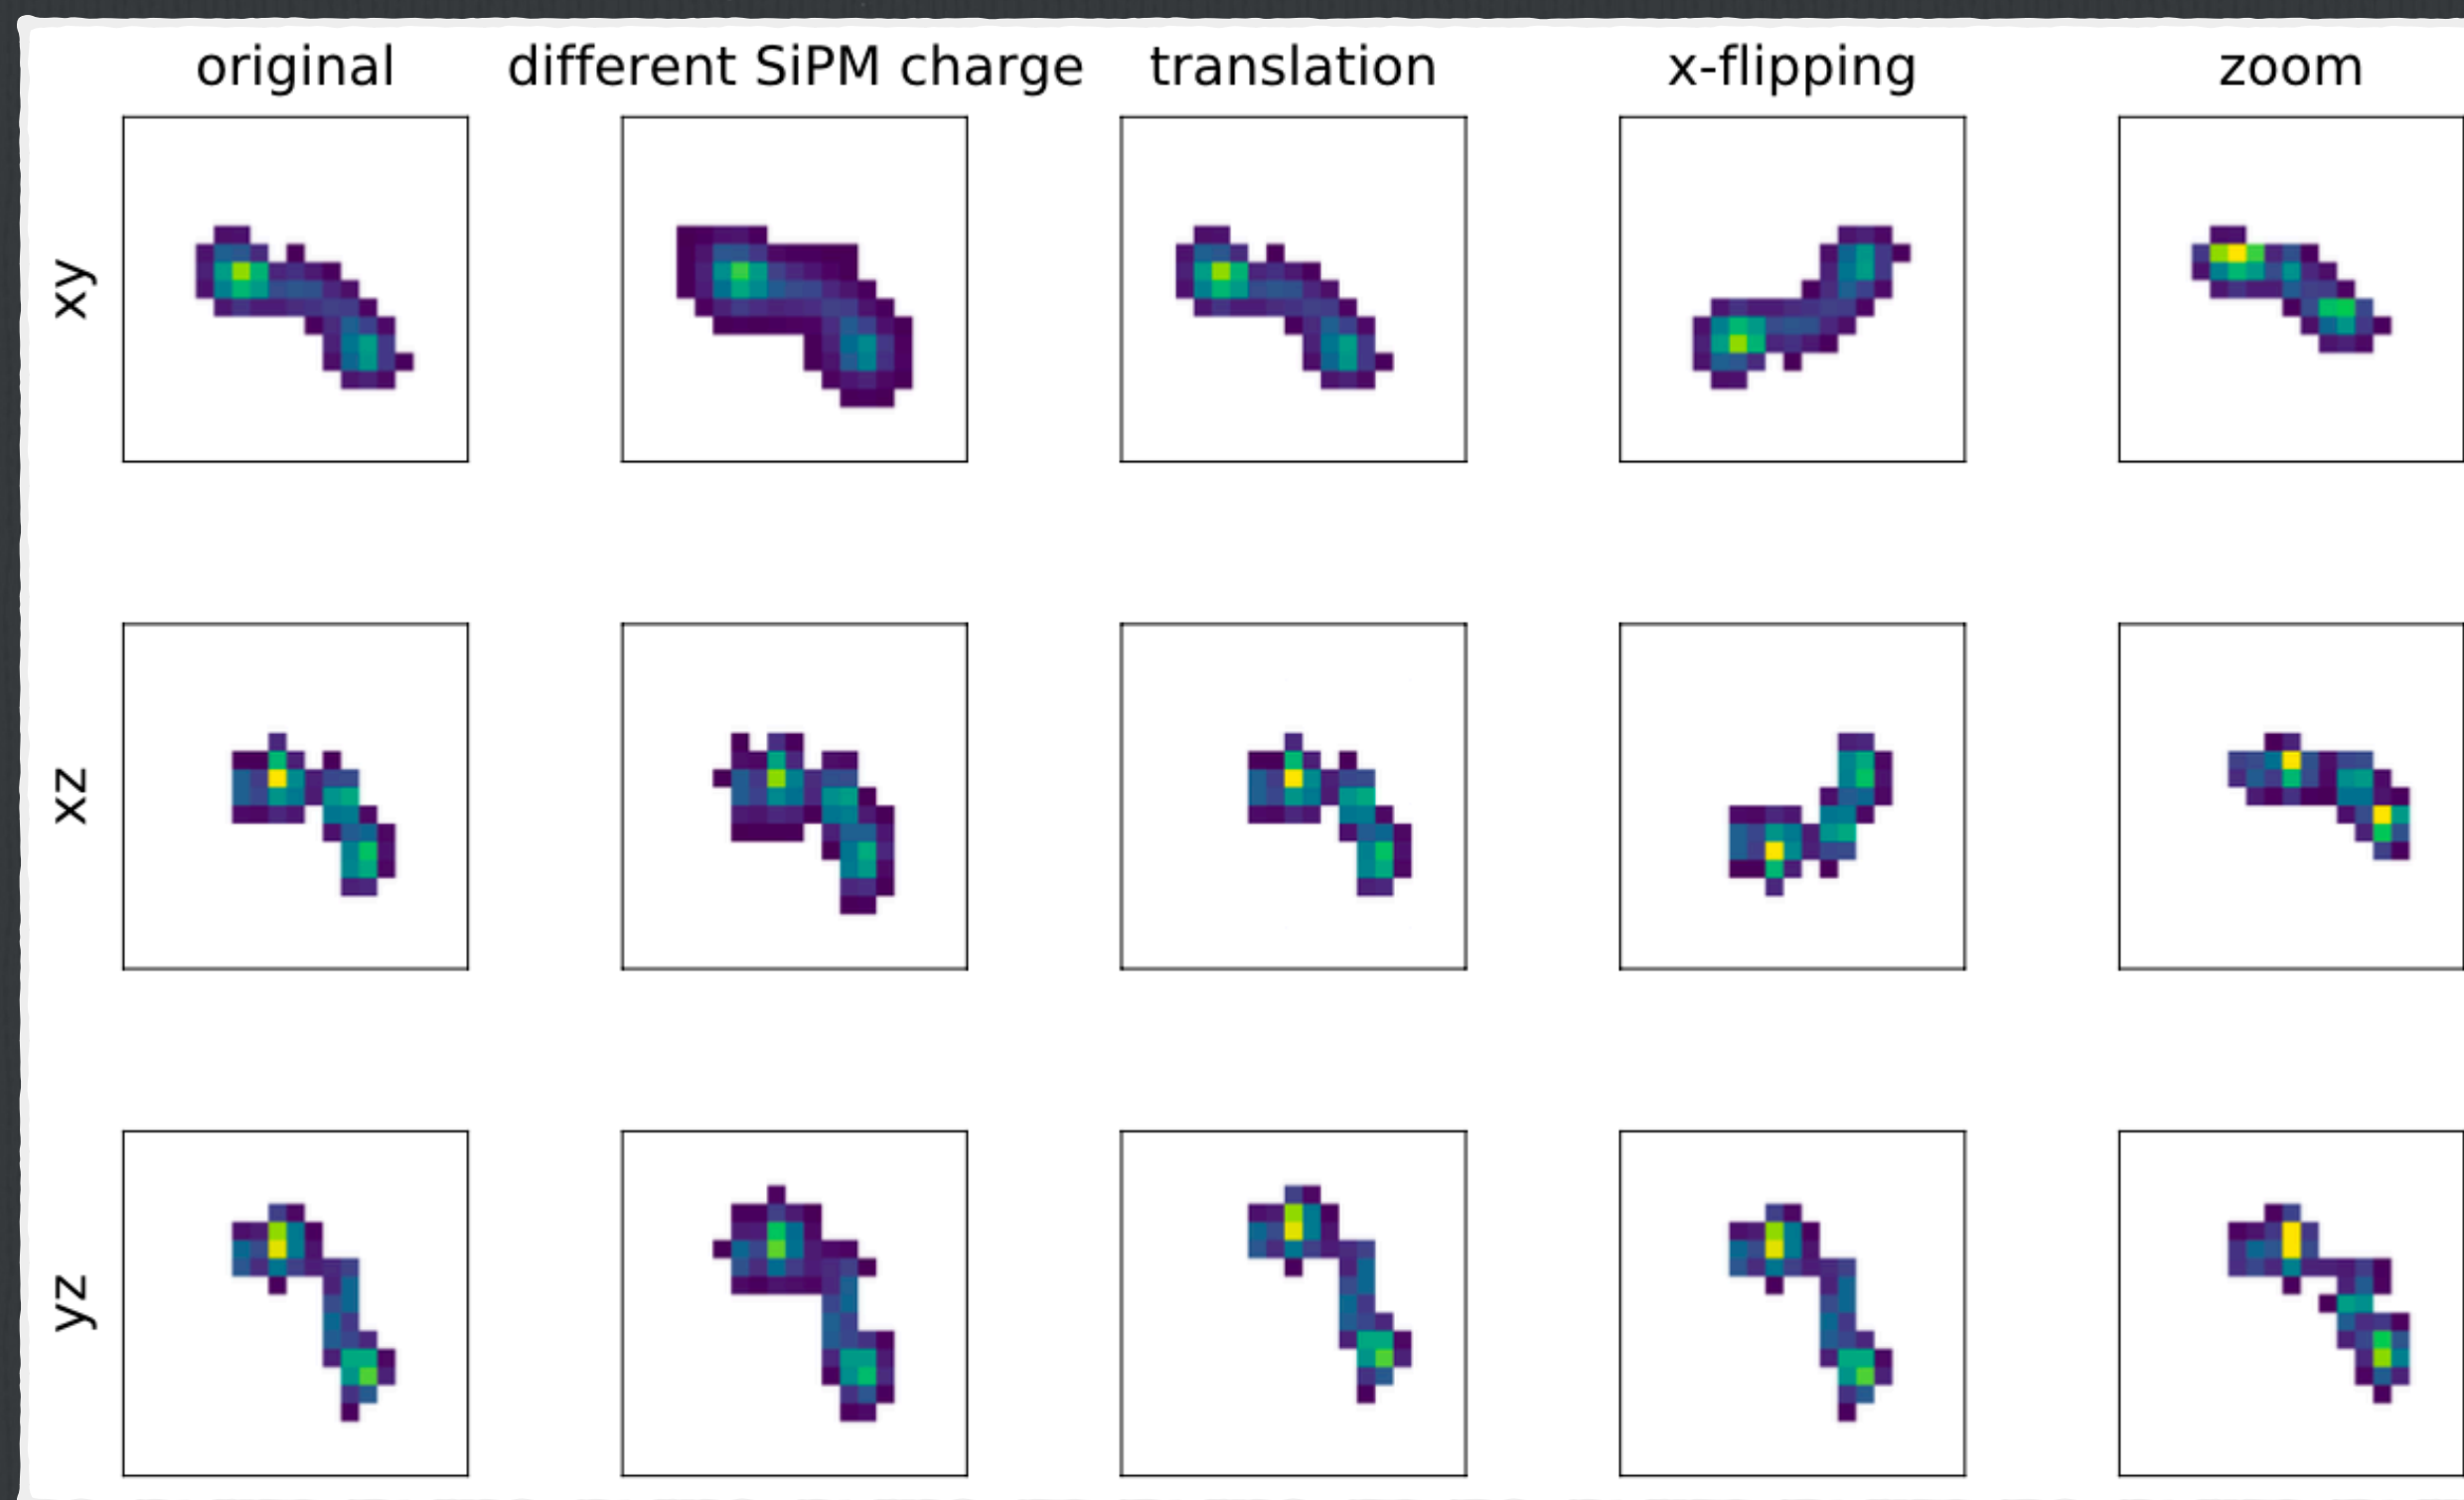 original different SiPM charge translation x-flipping zoom
xy
xz
yz